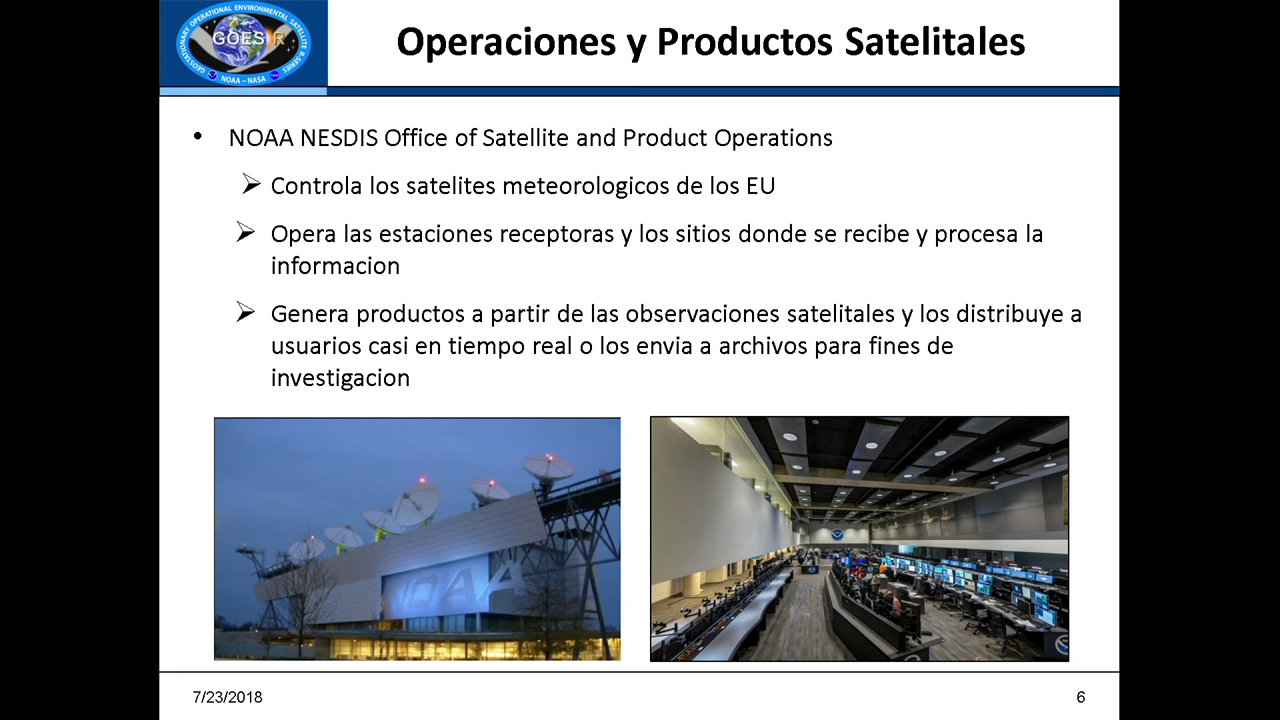 GEOSTATIONARY OPERATIONAL ENVIRONMENTAL SATELLITE R-SERIES
GOES R
NOAA – NASA
Operaciones y Productos Satelitales
• NOAA NESDIS Office of Satellite and Product Operations
➢ Controla los satelites meteorologicos de los EU
➢ Opera las estaciones receptoras y los sitios donde se recibe y procesa la
informacion
➢ Genera productos a partir de las observaciones satelitales y los distribuye a
usuarios casi en tiempo real o los envia a archivos para fines de
investigacion
NOAA
7/23/2018
6